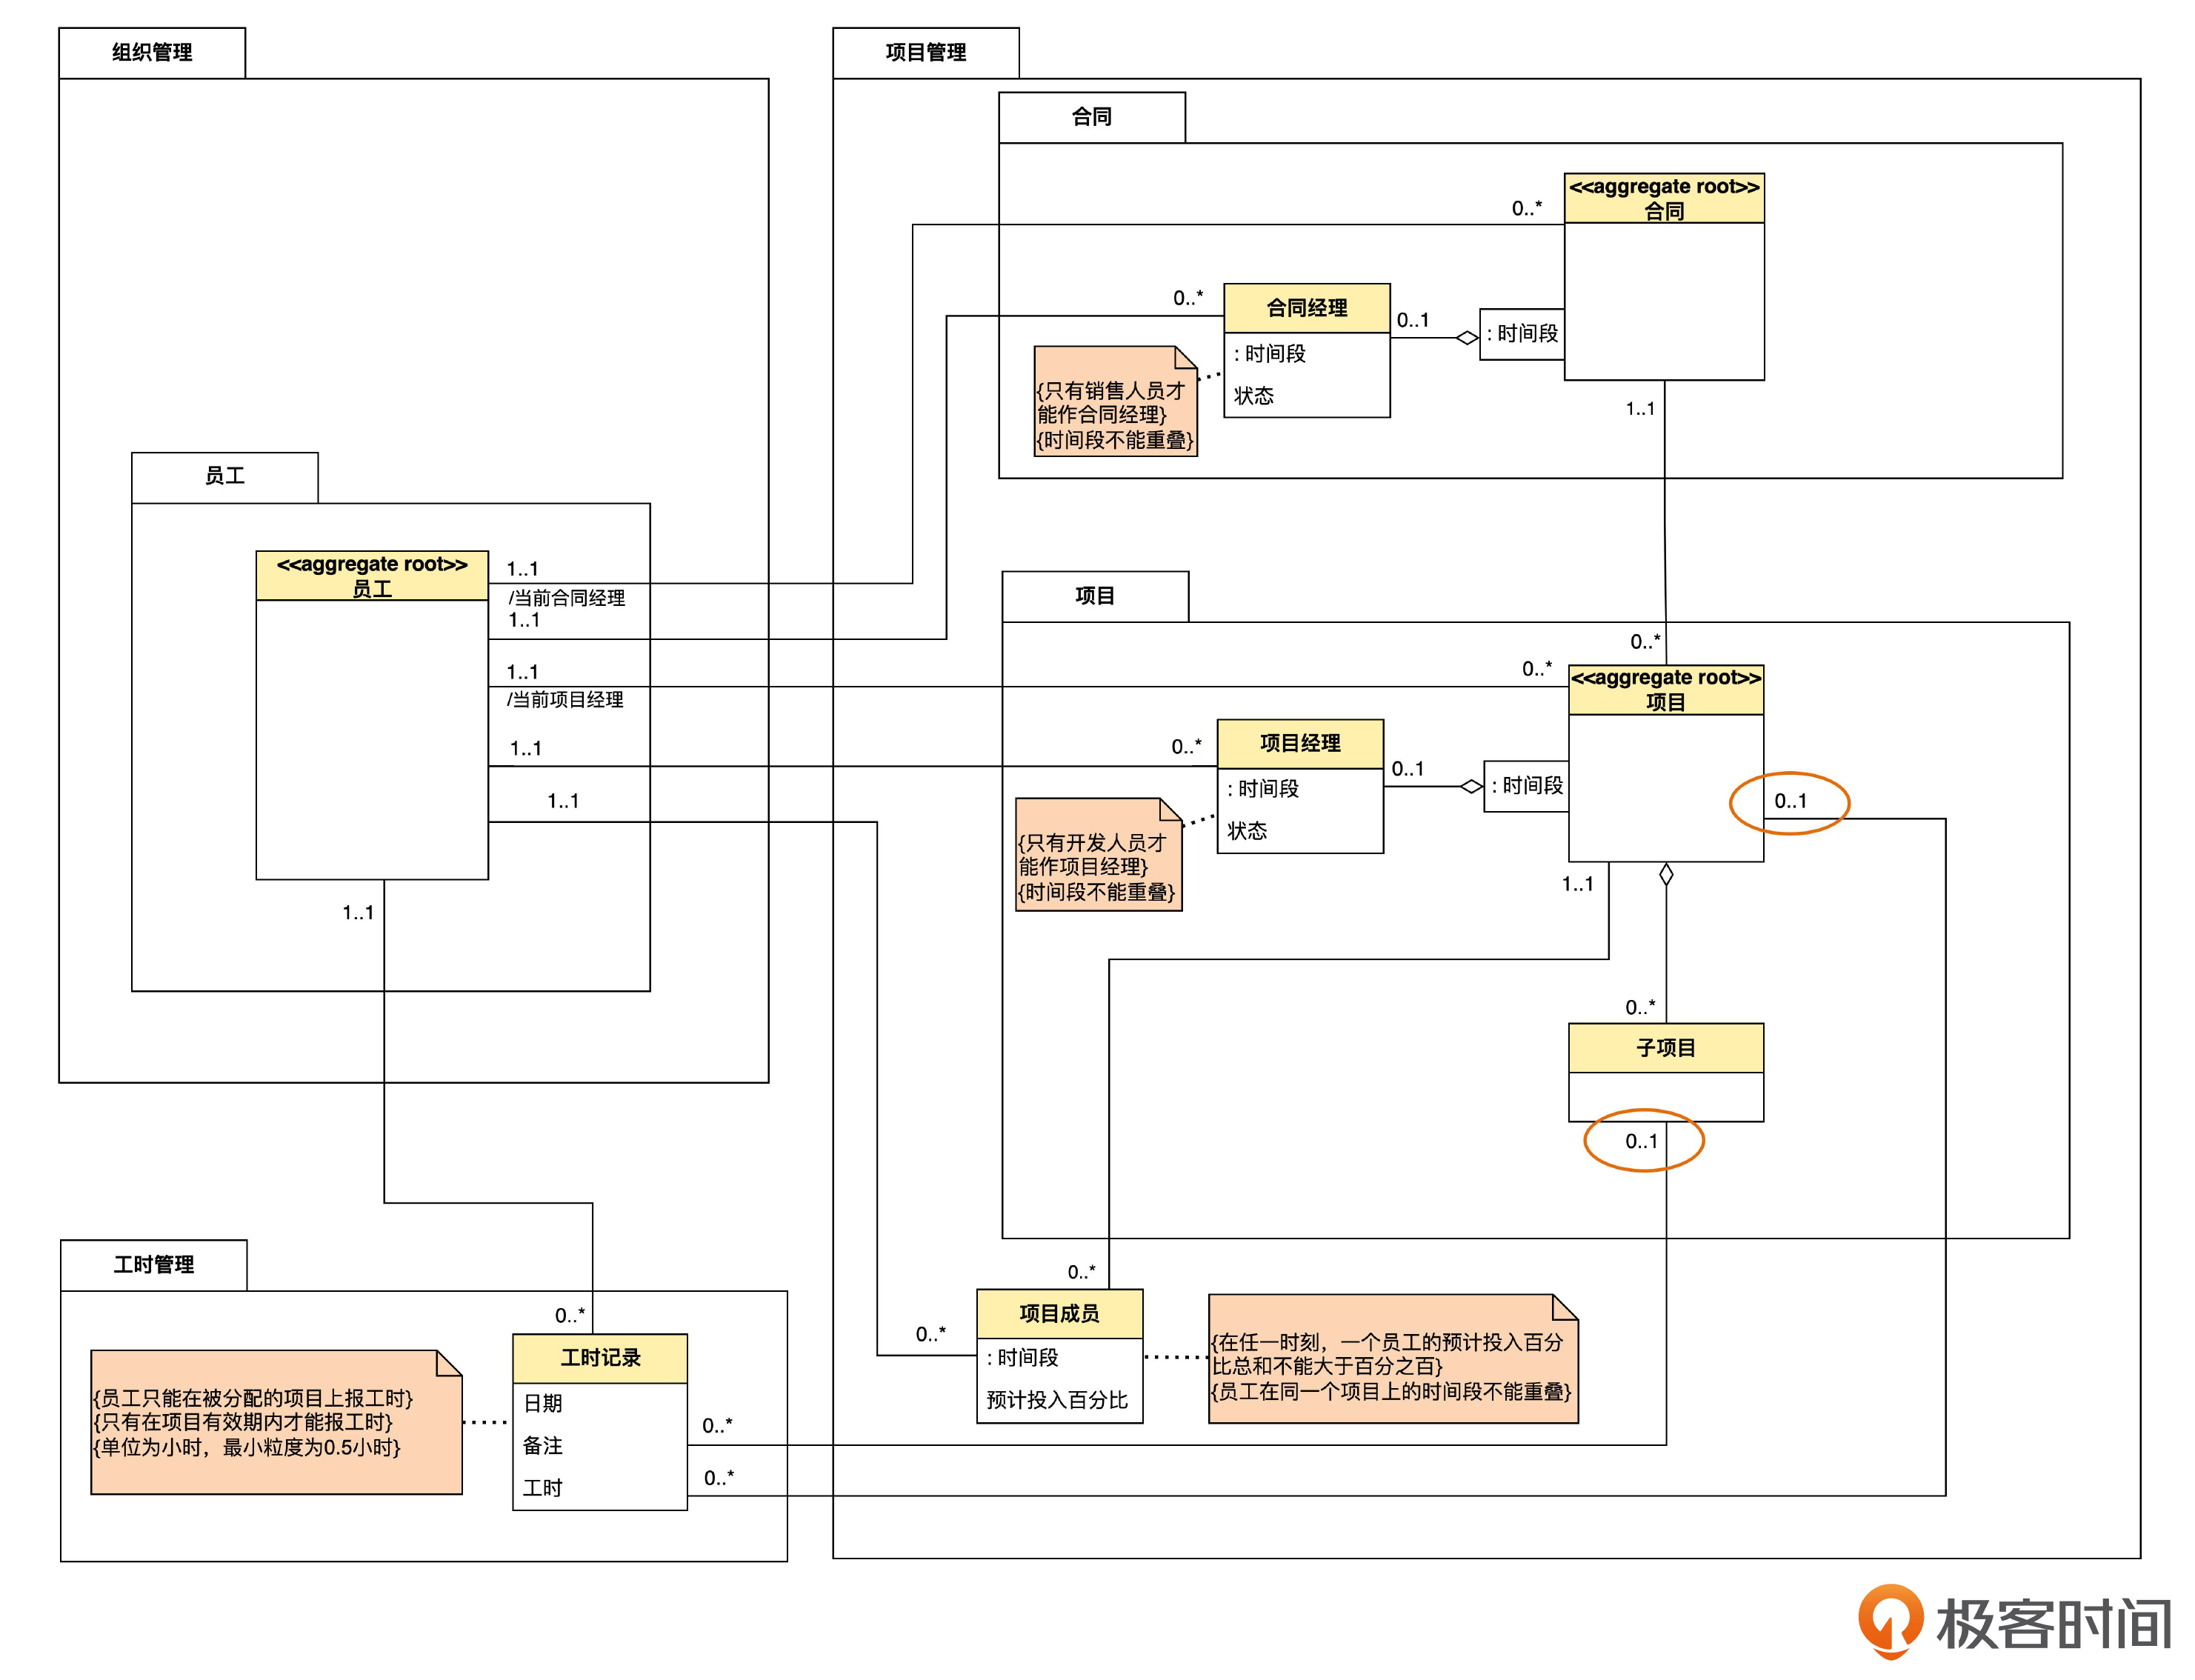 组织管理
项目管理
合同
<<aggregate root>>
合同
0..*
0..*
合同经理
0..1
: 时间段
: 时间段
状态
{只有销售人员才
能作合同经理}
{时间段不能重叠}
1..1
员工
<<aggregate root>>
员工
1..1
/当前合同经理
1..1
1..1
/当前项目经理
1..1
1..1
1..1
项目
0..*
0..*
<<aggregate root>>
项目
0..*
项目经理
0..1
: 时间段
: 时间段
状态
0..1
{只有开发人员才
能作项目经理}
{时间段不能重叠}
1..1
0..*
子项目
0..1
工时管理
0..*
工时记录
日期
备注
工时
{员工只能在被分配的项目上报工时}
{只有在项目有效期内才能报工时}
{单位为小时，最小粒度为0.5小时}
0..*
0..*
0..*
0..*
项目成员
: 时间段
预计投入百分比
{在任一时刻，一个员工的预计投入百分
比总和不能大于百分之百}
{员工在同一个项目上的时间段不能重叠}
极客时间